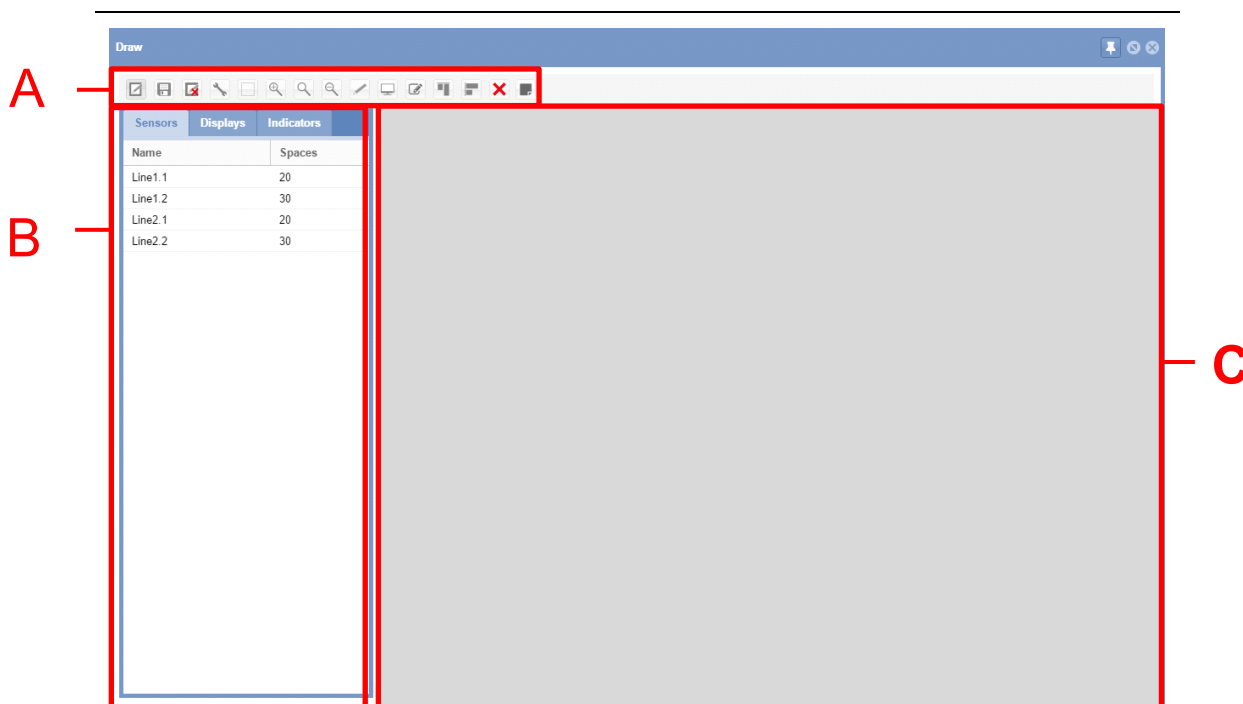 Draw
A
Sensors Displays Indicators
Name Spaces
Line1.1 20
Line1.2 30
Line2.1 20
Line2.2 30
B
C